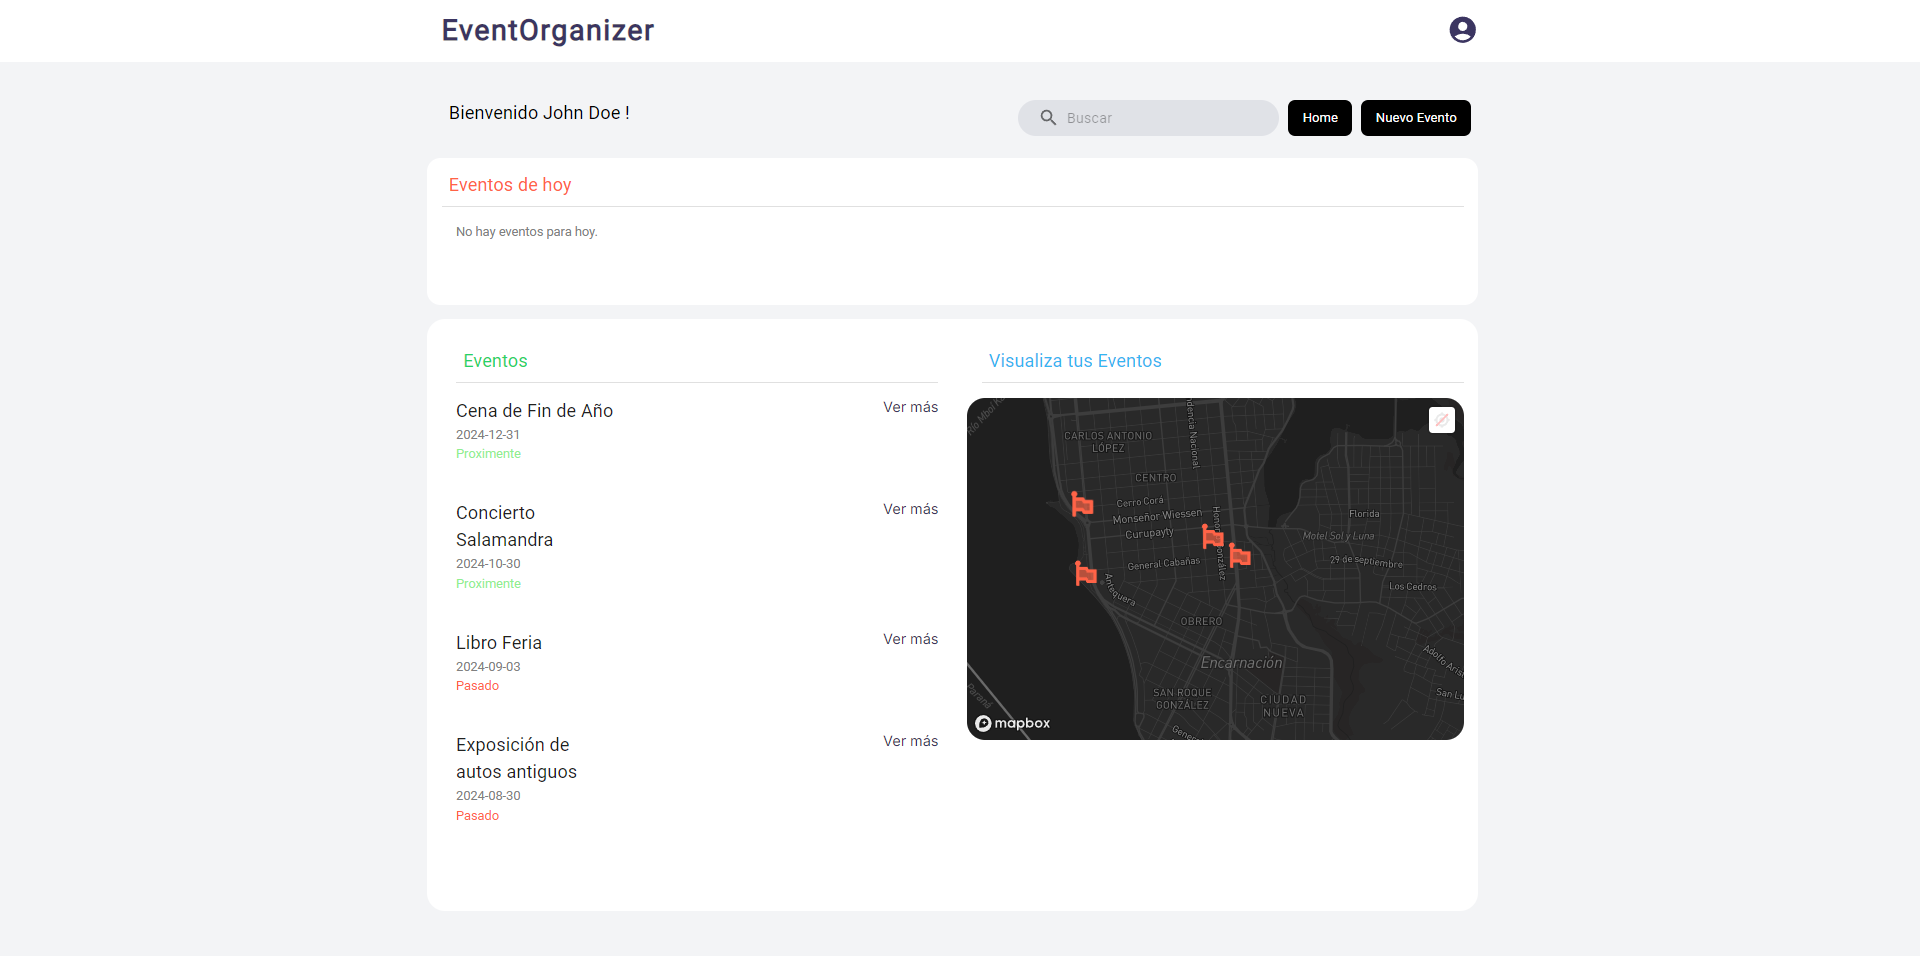 EventOrganizer
Bienvenido John Doe !
Buscar
Home
Nuevo Evento
Eventos de hoy
No hay eventos para hoy.
Eventos
Cena de Fin de Año
Ver más
2024-12-31
Proximente
Concierto
Salamandra
Ver más
2024-10-30
Proximente
Libro Feria
Ver más
2024-09-03
Pasado
Exposición de
autos antiguos
Ver más
2024-08-30
Pasado
Visualiza tus Eventos
CARLOS ANTONIO
LÓPEZ
CENTRO
Cerro Corá
Monseñor Wiessen
Curupayty
General Cabañas
Antequera
Nacional
Florida
Motel Sol y Luna
29 de septiembre
Los Cedros
OBRERO
Encarnación
SAN ROQUE
GONZÁLEZ
CIUDAD
NUEVA
Paraná
mapbox